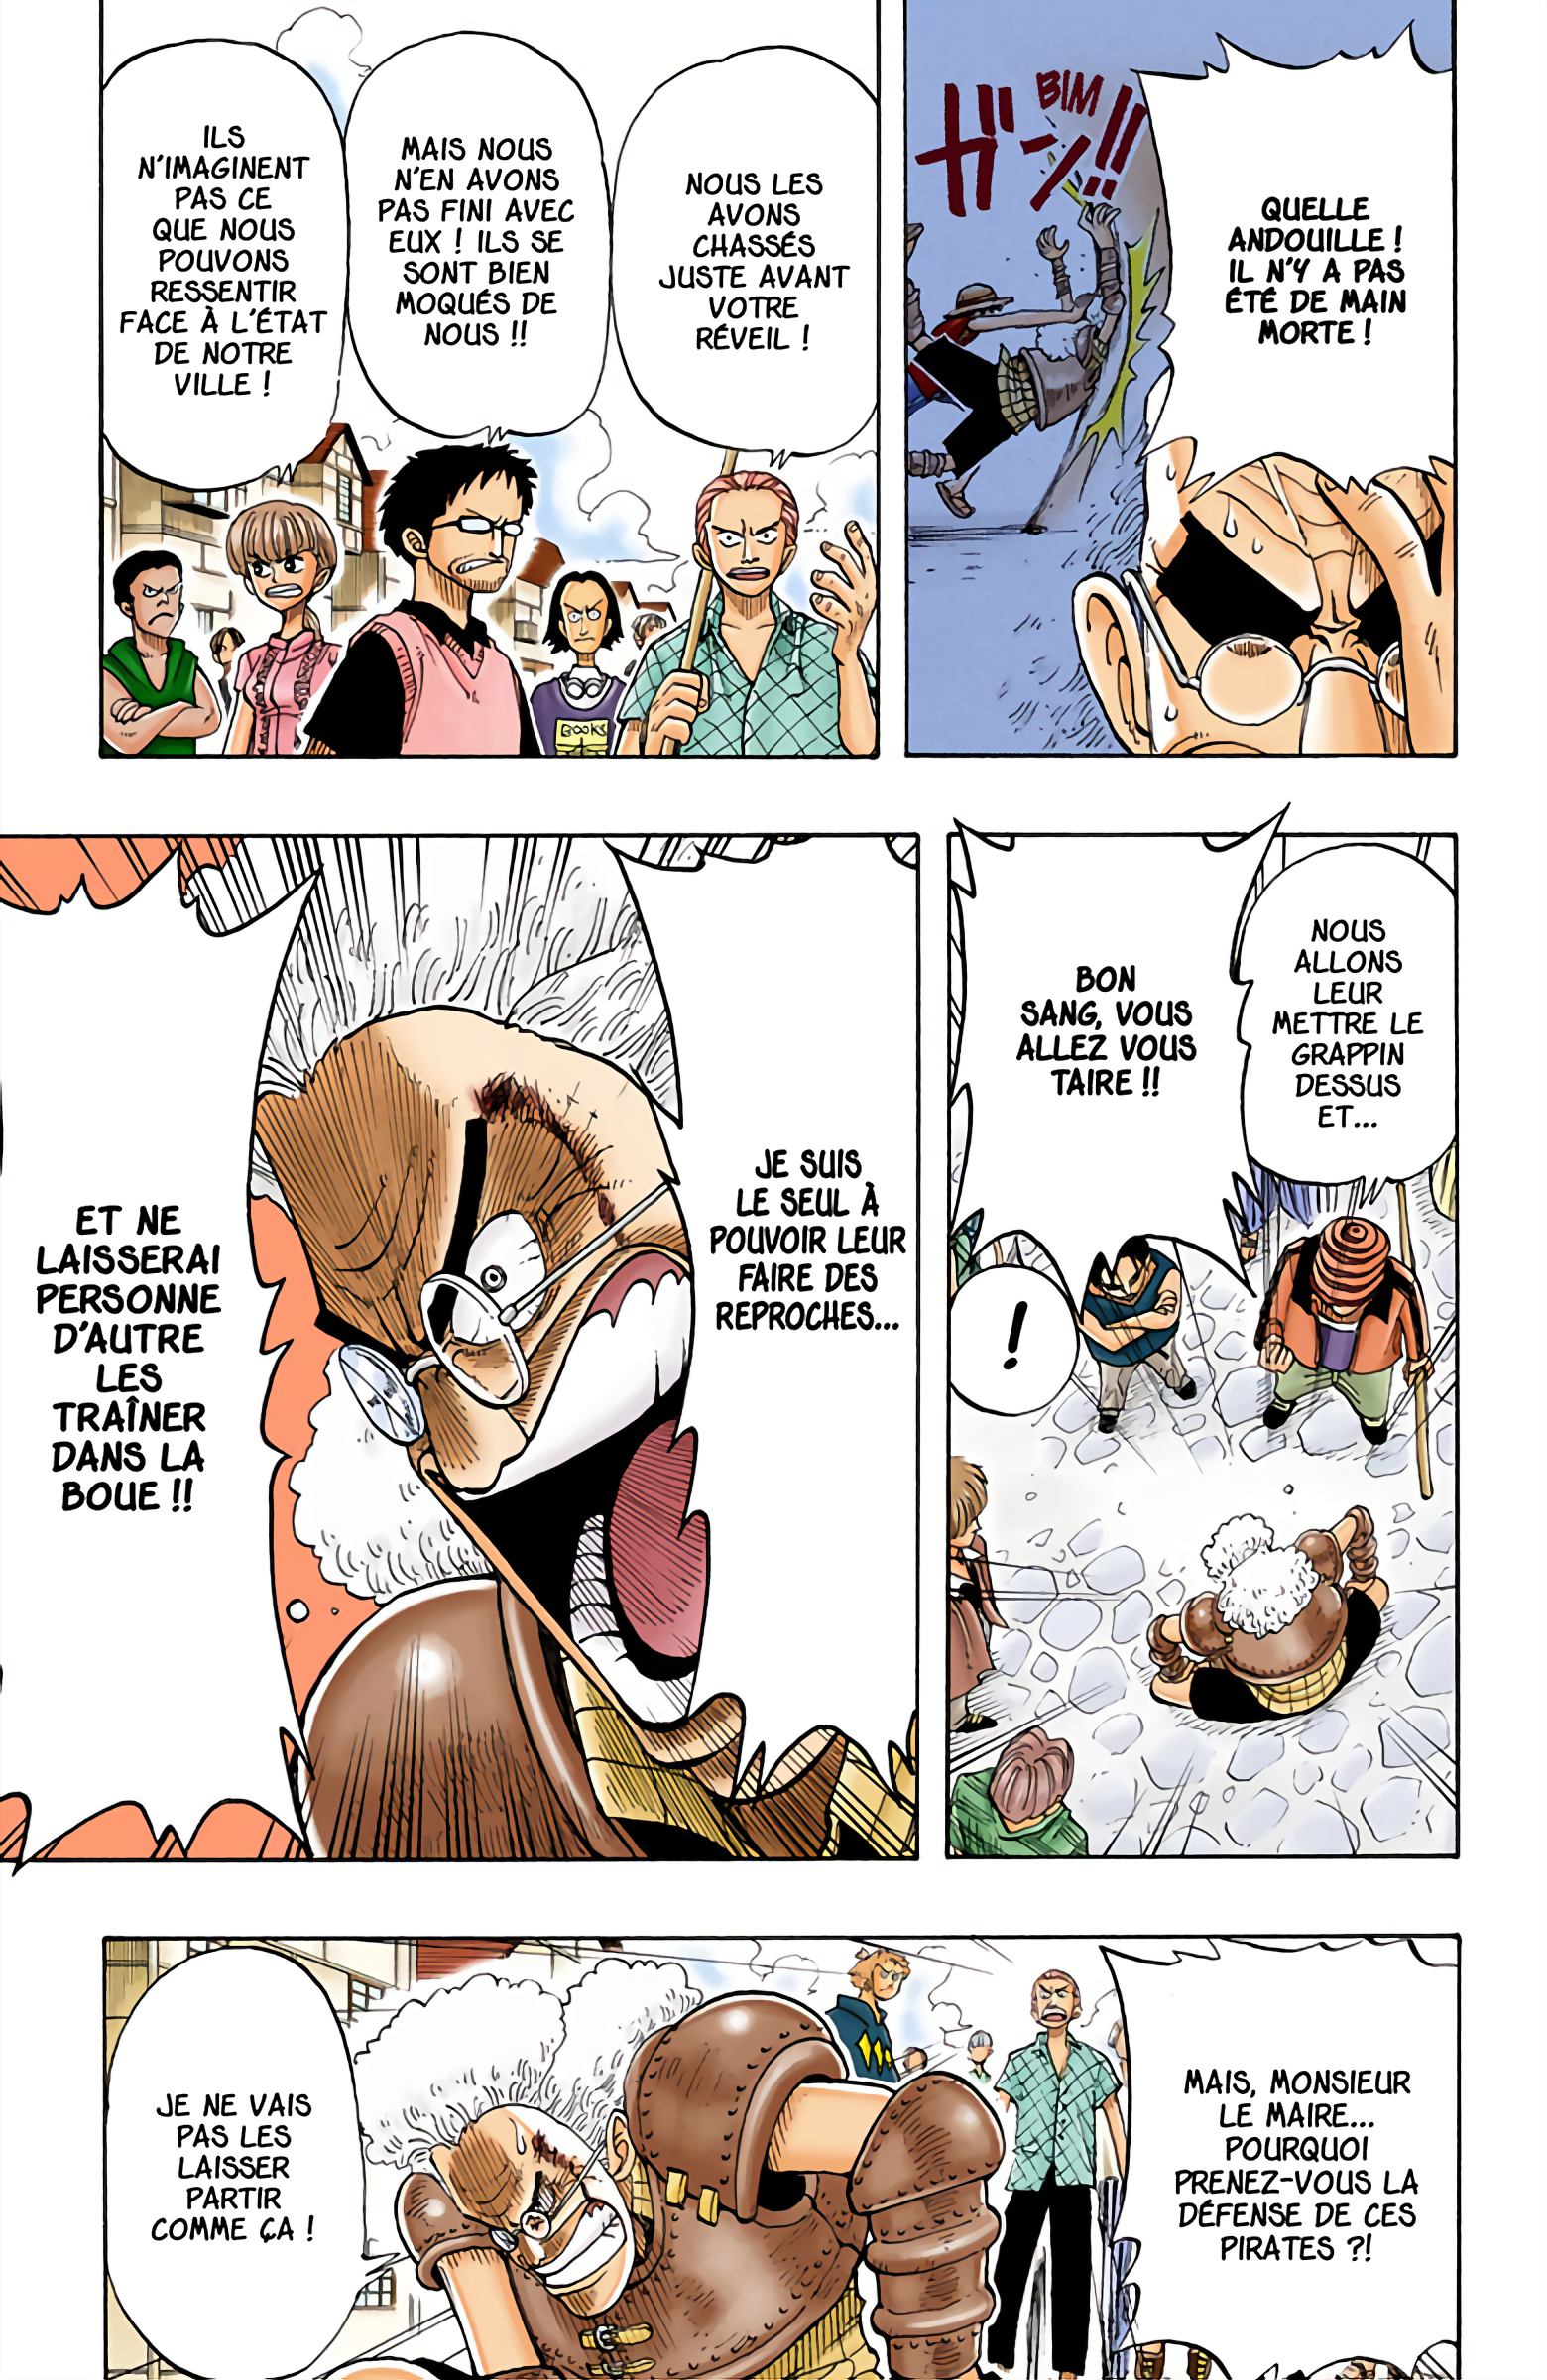 BIM
ガン!!
QUELLE
ANDOUILLE !
IL N'Y A PAS
ÉTÉ DE MAIN
MORTE !
NOUS LES
AVONS
CHASSÉS
JUSTE AVANT
VOTRE
RÉVEIL !
MAIS NOUS
N'EN AVONS
PAS FINI AVEC
EUX ! ILS SE
SONT BIEN
MOQUÉS DE
NOUS !!
ILS
N'IMAGINENT
PAS CE
QUE NOUS
POUVONS
RESSENTIR
FACE À L'ÉTAT
DE NOTRE
VILLE !
BOOKS
NOUS
ALLONS
LEUR
METTRE LE
GRAPPIN
DESSUS
ET...
BON
SANG, VOUS
ALLEZ VOUS
TAIRE !!
!
JE SUIS
LE SEUL À
POUVOIR LEUR
FAIRE DES
REPROCHES...
ET NE
LAISSERAI
PERSONNE
D'AUTRE
LES
TRAÎNER
DANS LA
BOUE !!
MAIS, MONSIEUR
LE MAIRE...
POURQUOI
PRENEZ-VOUS LA
DÉFENSE DE CES
PIRATES ?!
JE NE VAIS
PAS LES
LAISSER
PARTIR
COMME ÇA !